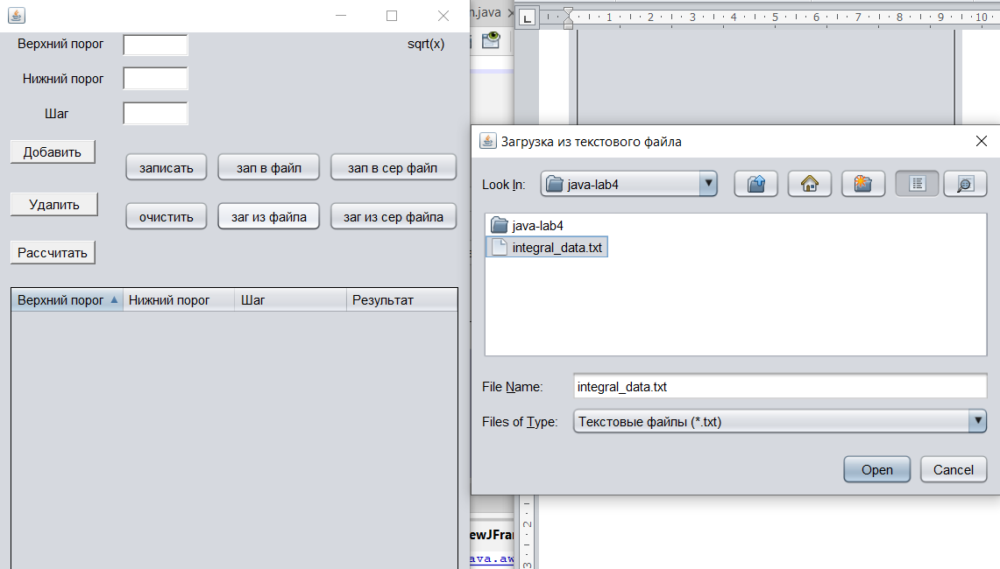 Верхний порог
sqrt(x)
Нижний порог
Шаг
Добавить
записать
зап в файл
зап в сер файл
Удалить
очистить
заг из файла
заг из сер файла
Рассчитать
Верхний порог Нижний порог Шаг Результат
.java
L
1 2 3 4 5 6 7 8 9 10
Загрузка из текстового файла
Look In: java-lab4
java-lab4
integral_data.txt
File Name: integral_data.txt
Files of Type: Текстовые файлы (*.txt)
Open Cancel
2
3
ewJFra
ava.aw